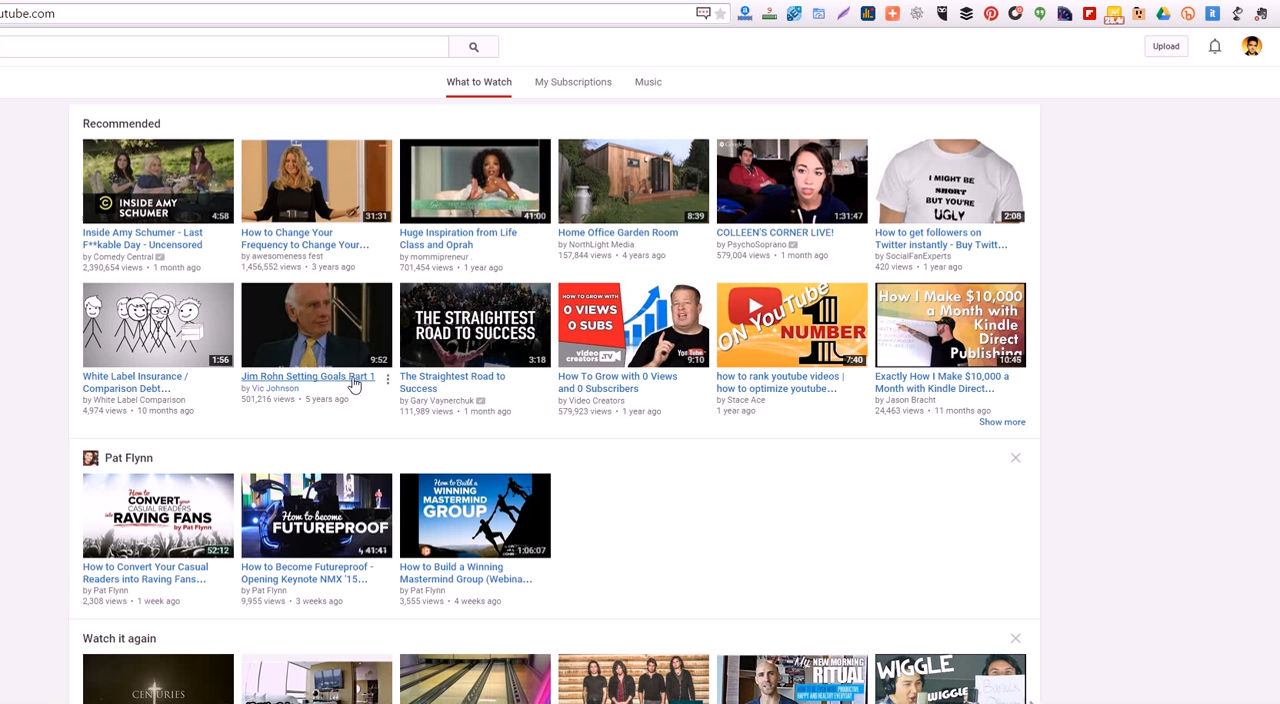 utube.com
Upload
What to Watch
My Subscriptions
Music
Recommended
INSIDE AMY
SCHUMER
4:58
Inside Amy Schumer - Last
F**kable Day - Uncensored
by Comedy Central
2,390,654 views • 1 month ago
31:31
How to Change Your
Frequency to Change Your...
by awesomeness fest
1,456,552 views • 3 years ago
41:00
Huge Inspiration from Life
Class and Oprah
by mommipreneur .
701,454 views • 1 year ago
8:39
Home Office Garden Room
by NorthLight Media
157,844 views • 4 years ago
Google
1:31:47
COLLEEN'S CORNER LIVE!
by PsychoSoprano
579,004 views • 1 month ago
I MIGHT BE
SHORT
BUT YOU'RE
UGLY
2:08
How to get followers on
Twitter instantly - Buy Twitt...
by SocialFanExperts
420 views • 1 year ago
1:56
White Label Insurance /
Comparison Debt...
by White Label Comparison
4,974 views • 10 months ago
9:52
Jim Rohn Setting Goals Part 1
by Vic Johnson
501,216 views • 5 years ago
THE STRAIGHTEST
ROAD TO SUCCESS
3:18
The Straightest Road to
Success
by Gary Vaynerchuk
111,989 views • 1 month ago
HOW TO GROW WITH
0 VIEWS
0 SUBS
video
creators.TV
You Tube
9:10
How To Grow with 0 Views
and 0 Subscribers
by Video Creators
579,923 views • 1 year ago
ON YouTube
NUMBER
1
7:40
how to rank youtube videos |
how to optimize youtube...
by Stace Ace
1 year ago
How I Make $10,000
a Month with
Kindle
Direct
Publishing
10:45
Exactly How I Make $10,000 a
Month with Kindle Direct...
by Jason Bracht
24,463 views • 11 months ago
Show more
Pat Flynn
How to
CONVERT your
CASUAL READERS
into RAVING FANS
by Pat Flynn
52:12
How to Convert Your Casual
Readers into Raving Fans...
by Pat Flynn
2,308 views • 1 week ago
How to become
FUTUREPROOF
41:41
How to Become Futureproof -
Opening Keynote NMX '15...
by Pat Flynn
9,955 views • 3 weeks ago
How to Build a
WINNING
MASTERMIND
GROUP
1:06:07
How to Build a Winning
Mastermind Group (Webina...
by Pat Flynn
3,555 views • 4 weeks ago
Watch it again
CENTURIES
My NEW MORNING
RITUAL
WIGGLE
WIGGLE